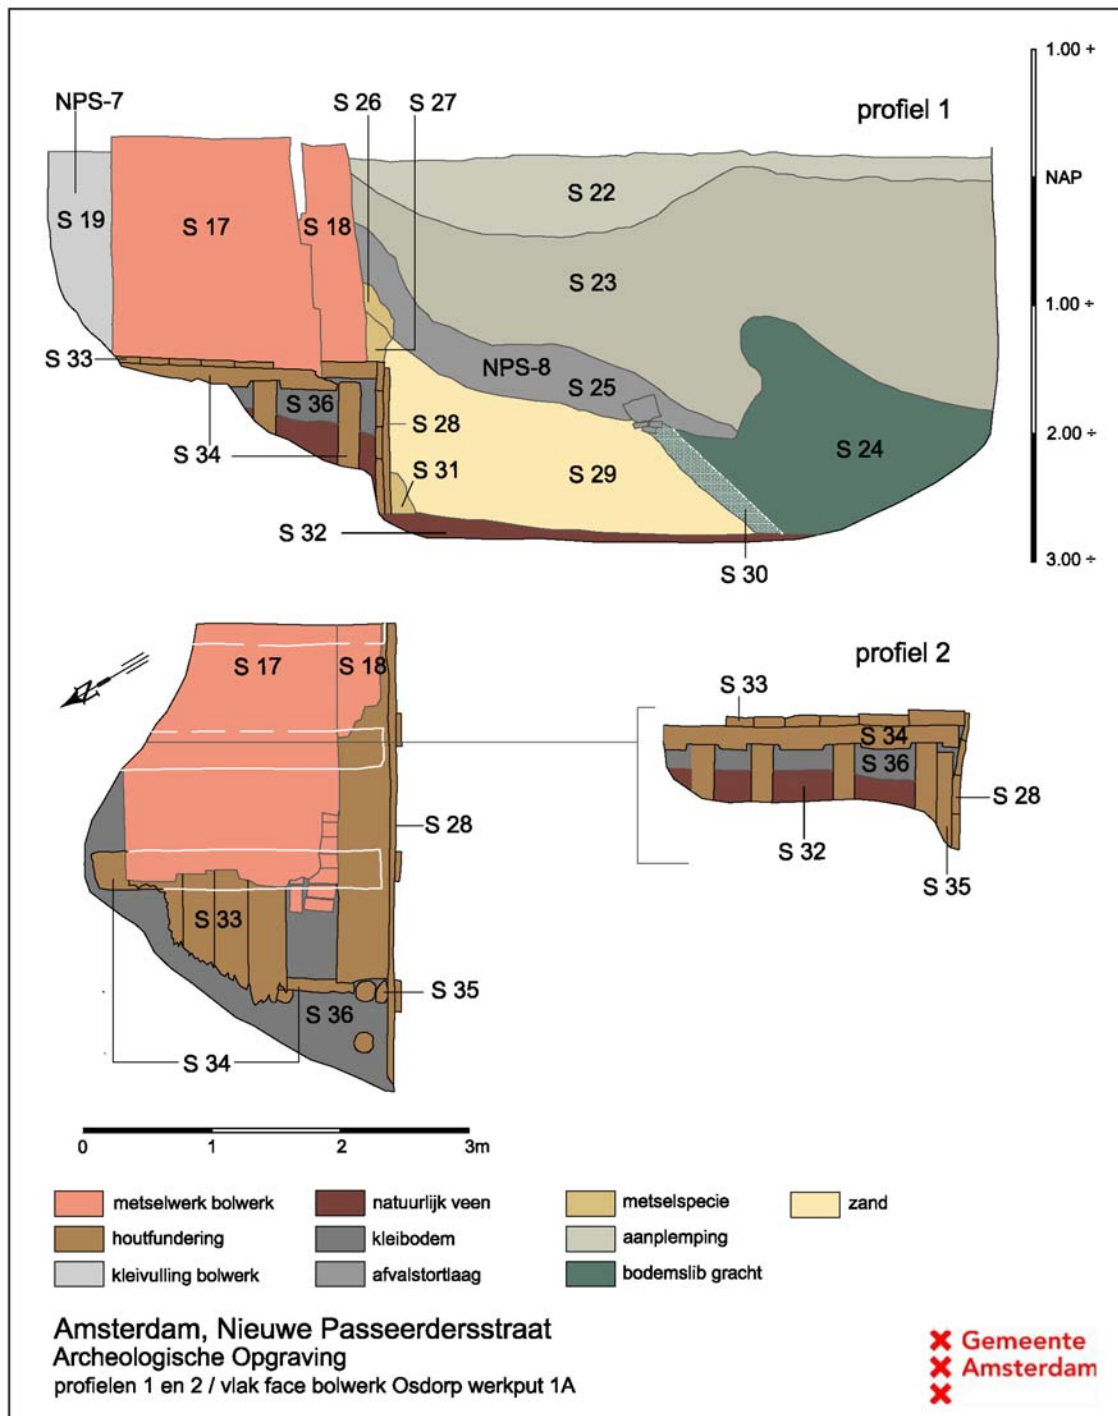 1.00 +
profiel 1
NPS-7
S 26
S 27
NAP
S 22
S 19
S 17
S 18
S 23
1.00 ÷
S 33
NPS-8
S 25
S 36
S 28
2.00 ÷
S 34
S 24
S 31
S 29
S 32
3.00 ÷
S 30
profiel 2
S 17
S 18
N
S 33
S 34
S 36
S 28
S 28
S 32
S 35
S 33
S 35
S 36
S 34
0 1 2 3m
metselwerk bolwerk
natuurlijk veen
metselspecie
zand
houtfundering
kleibodem
aanplemping
kleivulling bolwerk
afvalstortlaag
bodemslib gracht
Amsterdam, Nieuwe Passeerdersstraat
Archeologische Opgraving
profielen 1 en 2 / vlak face bolwerk Osdorp werkput 1A
Gemeente
Amsterdam